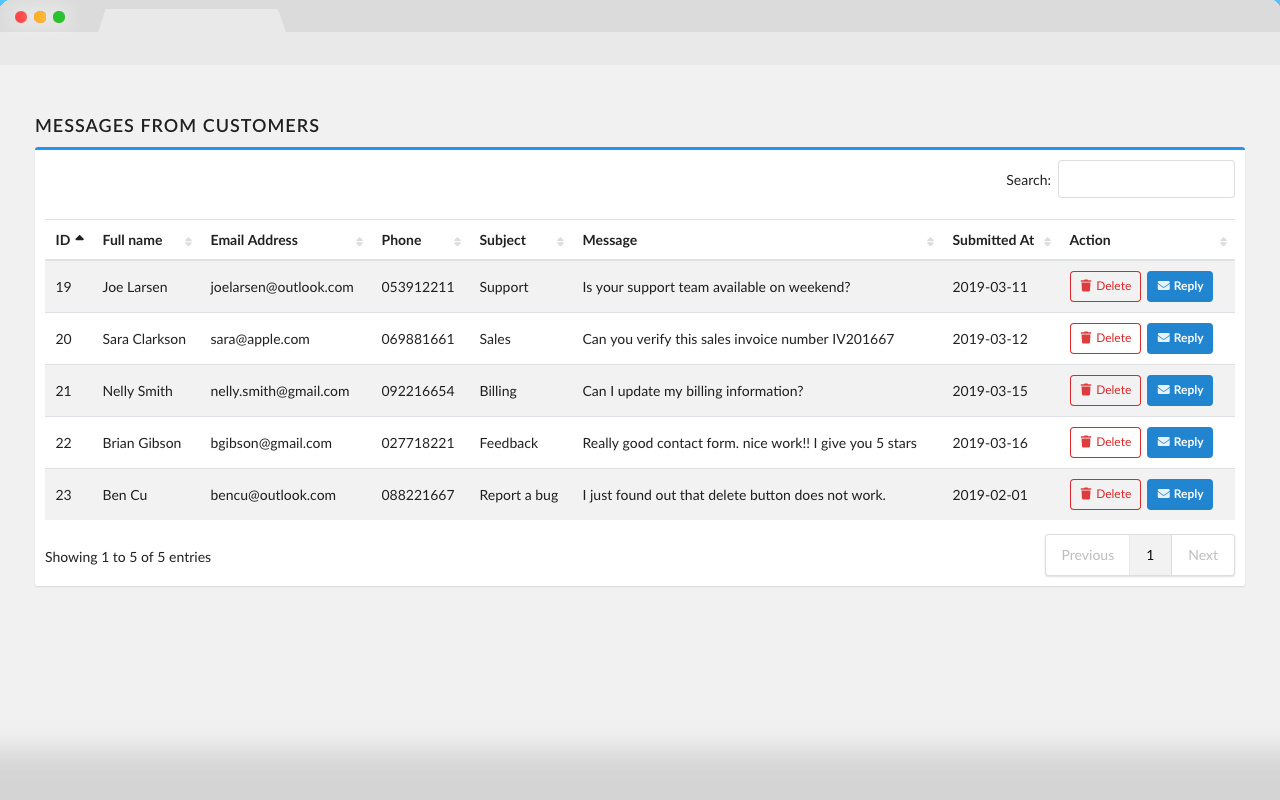 MESSAGES FROM CUSTOMERS
Search:
ID Full name Email Address Phone Subject Message Submitted At Action
19 Joe Larsen joelarsen@outlook.com 053912211 Support Is your support team available on weekend? 2019-03-11 Delete Reply
20 Sara Clarkson sara@apple.com 069881661 Sales Can you verify this sales invoice number IV201667 2019-03-12 Delete Reply
21 Nelly Smith nelly.smith@gmail.com 092216654 Billing Can I update my billing information? 2019-03-15 Delete Reply
22 Brian Gibson bgibson@gmail.com 027718221 Feedback Really good contact form. nice work!! I give you 5 stars 2019-03-16 Delete Reply
23 Ben Cu bencu@outlook.com 088221667 Report a bug I just found out that delete button does not work. 2019-02-01 Delete Reply
Showing 1 to 5 of 5 entries Previous 1 Next